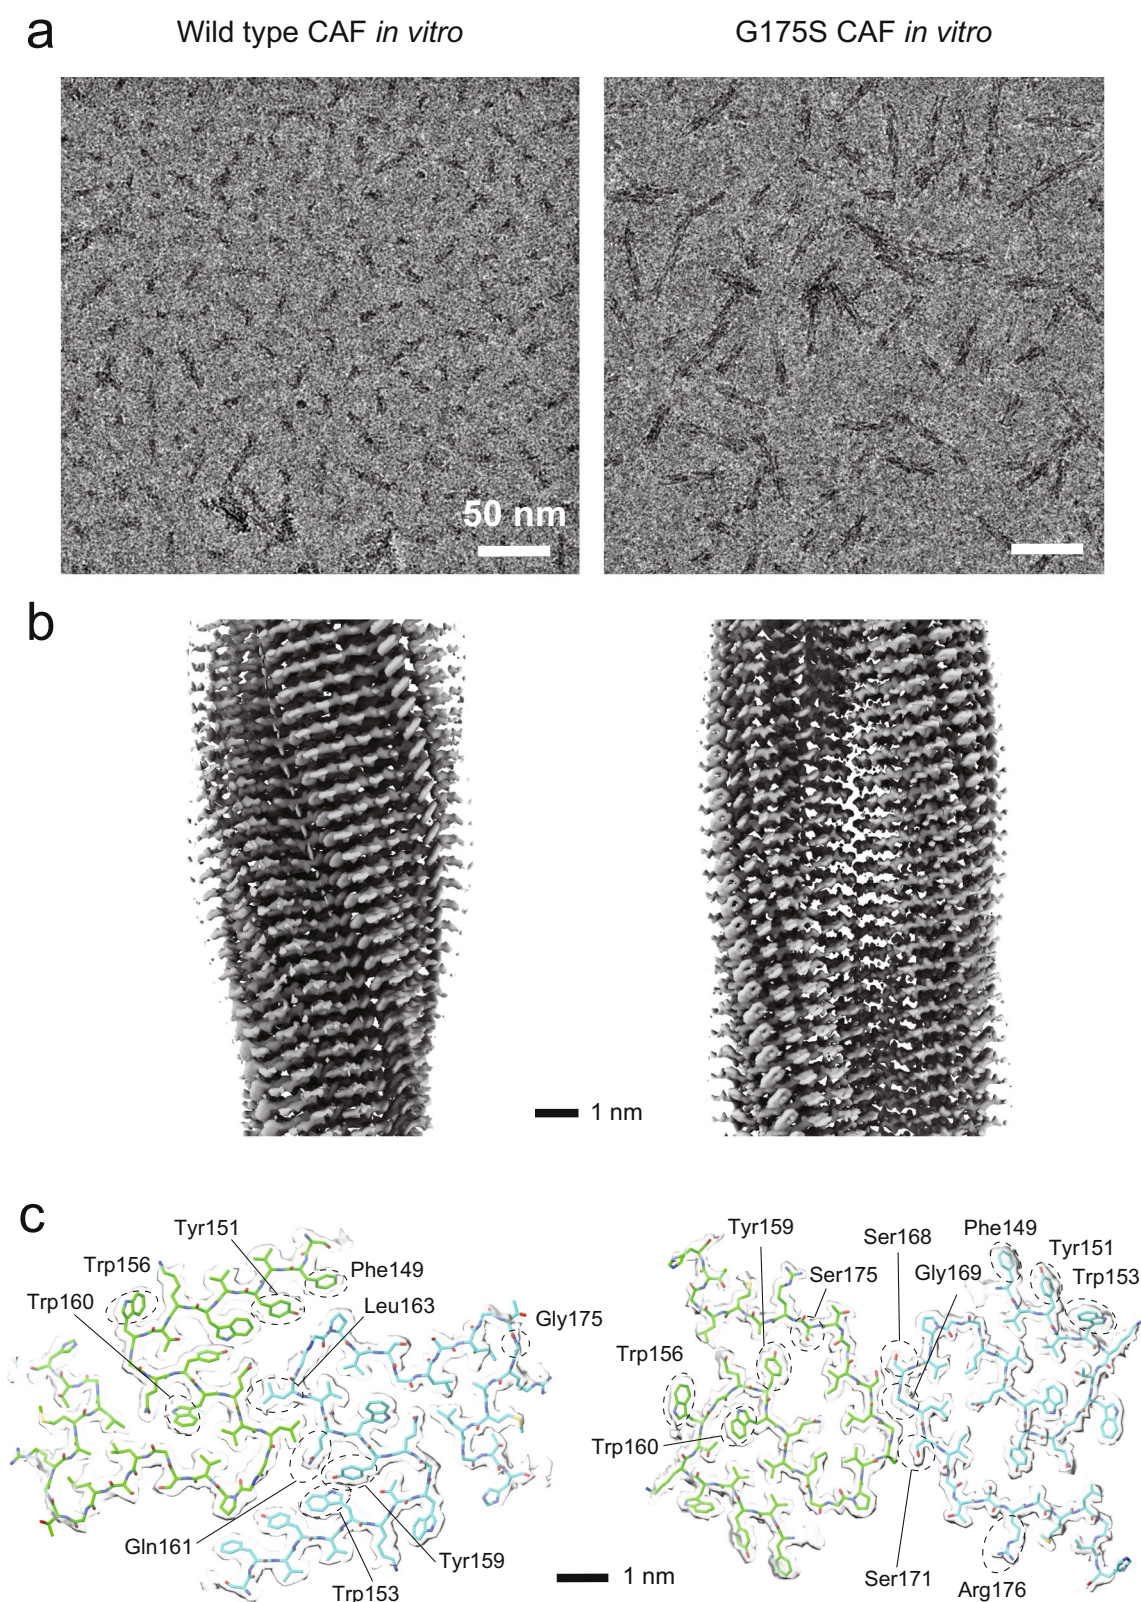 a
Wild type CAF in vitro
G175S CAF in vitro
50 nm
b
1 nm
c
Tyr151
Trp156
Phe149
Trp160
Leu163
Gly175
Gln161
Tyr159
Trp153
1 nm
Tyr159
Ser168
Phe149
Tyr151
Ser175
Gly169
Trp153
Trp156
Trp160
Ser171
Arg176